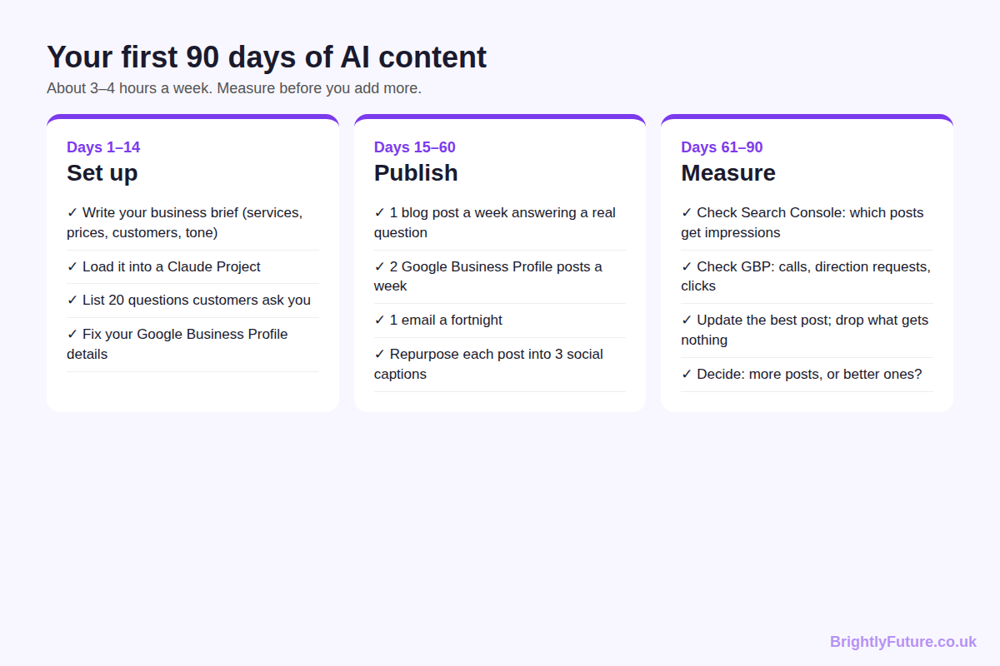 Your first 90 days of AI content
About 3–4 hours a week. Measure before you add more.
Days 1–14
Set up
✓ Write your business brief (services,
prices, customers, tone)
✓ Load it into a Claude Project
✓ List 20 questions customers ask you
✓ Fix your Google Business Profile
details
Days 15–60
Publish
✓ 1 blog post a week answering a real
question
✓ 2 Google Business Profile posts a
week
✓ 1 email a fortnight
✓ Repurpose each post into 3 social
captions
Days 61–90
Measure
✓ Check Search Console: which posts
get impressions
✓ Check GBP: calls, direction requests,
clicks
✓ Update the best post; drop what gets
nothing
✓ Decide: more posts, or better ones?
BrightlyFuture.co.uk